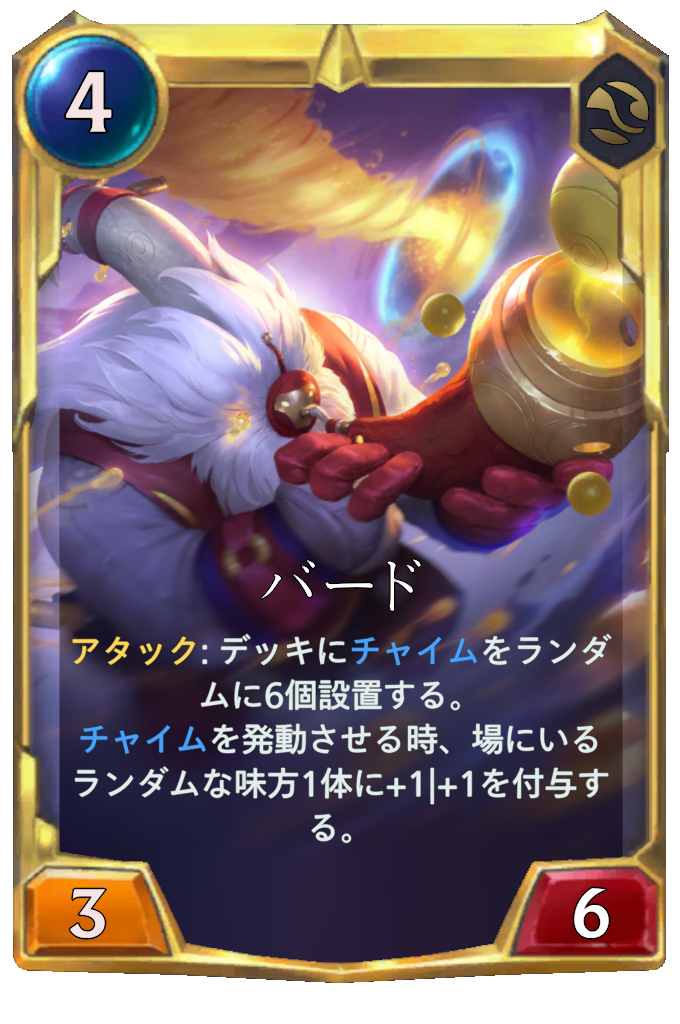 4
バード
アタック: デッキにチャイムをランダ
ムに6個設置する。
チャイムを発動させる時、場にいる
ランダムな味方1体に+1|+1を付与す
る。
3
6